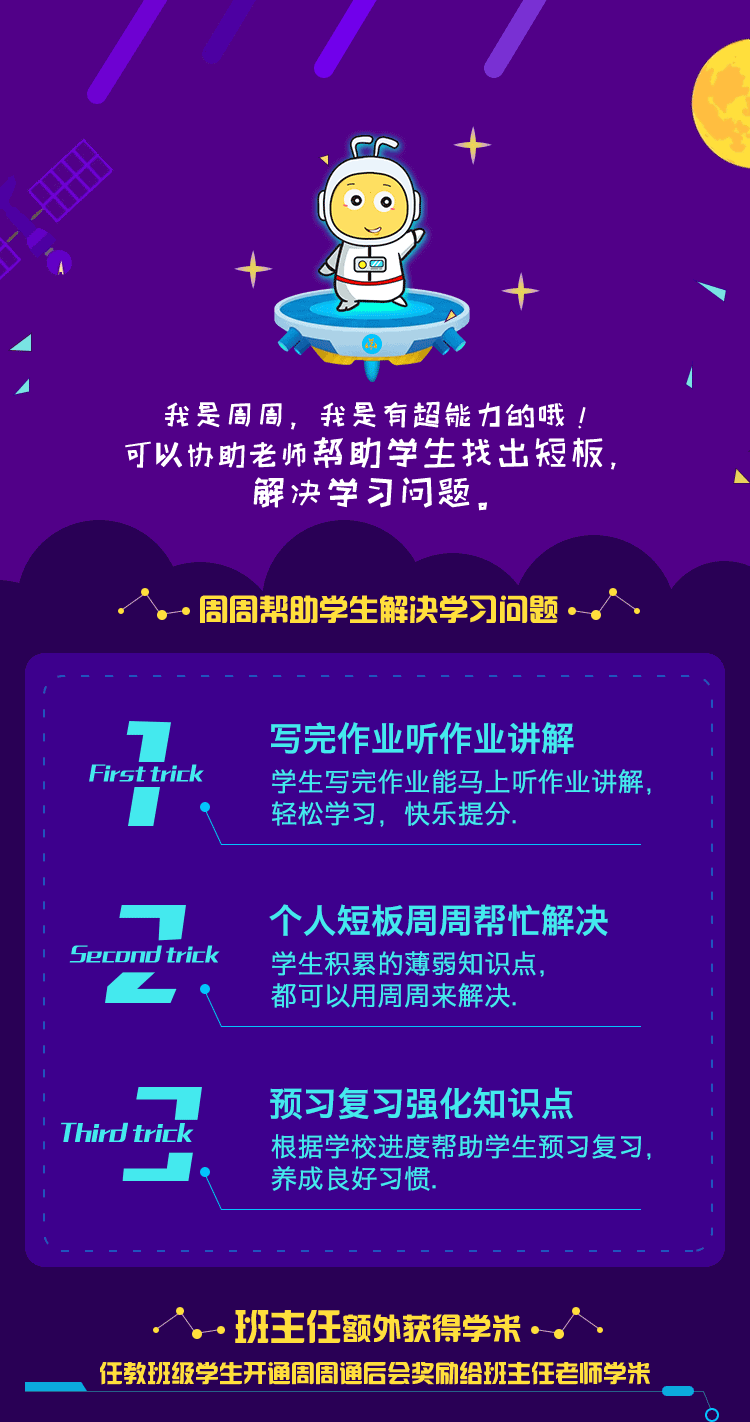 我是周周，我是有超能力的哦！
可以协助老师帮助学生找出短板，
解决学习问题。
周周帮助学生解决学习问题
1
First trick
写完作业听作业讲解
学生写完作业能马上听作业讲解，
轻松学习，快乐提分.
2
Second trick
个人短板周周帮忙解决
学生积累的薄弱知识点，
都可以用周周来解决.
3
Third trick
预习复习强化知识点
根据学校进度帮助学生预习复习，
养成良好习惯.
班主任额外获得学米
任教班级学生开通周周通后会奖励给班主任老师学米